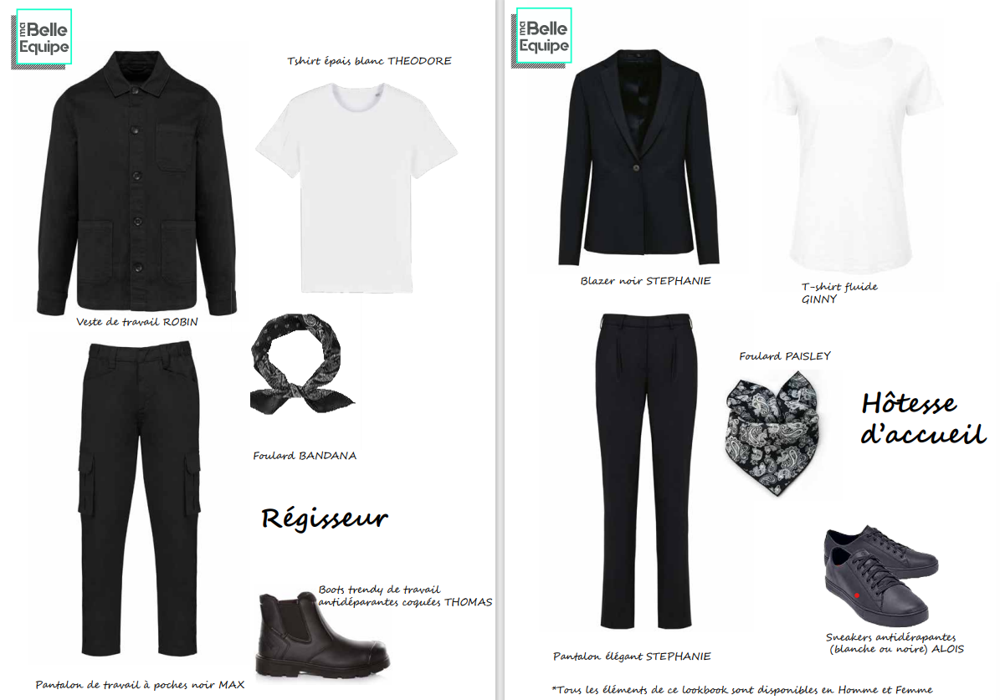 ma
Belle
Equipe
Tshirt épais blanc THEODORE
Veste de travail ROBIN
Foulard BANDANA
Régisseur
Boots trendy de travail
antidéparantes coquées THOMAS
Pantalon de travail à poches noir MAX
ma
Belle
Equipe
Blazer noir STEPHANIE
T-shirt fluide
GINNY
Foulard PAISLEY
Hôtesse
d'accueil
Sneakers antidérapantes
(blanche ou noire) ALOIS
Pantalon élégant STEPHANIE
*Tous les éléments de ce lookbook sont disponibles en Homme et Femme